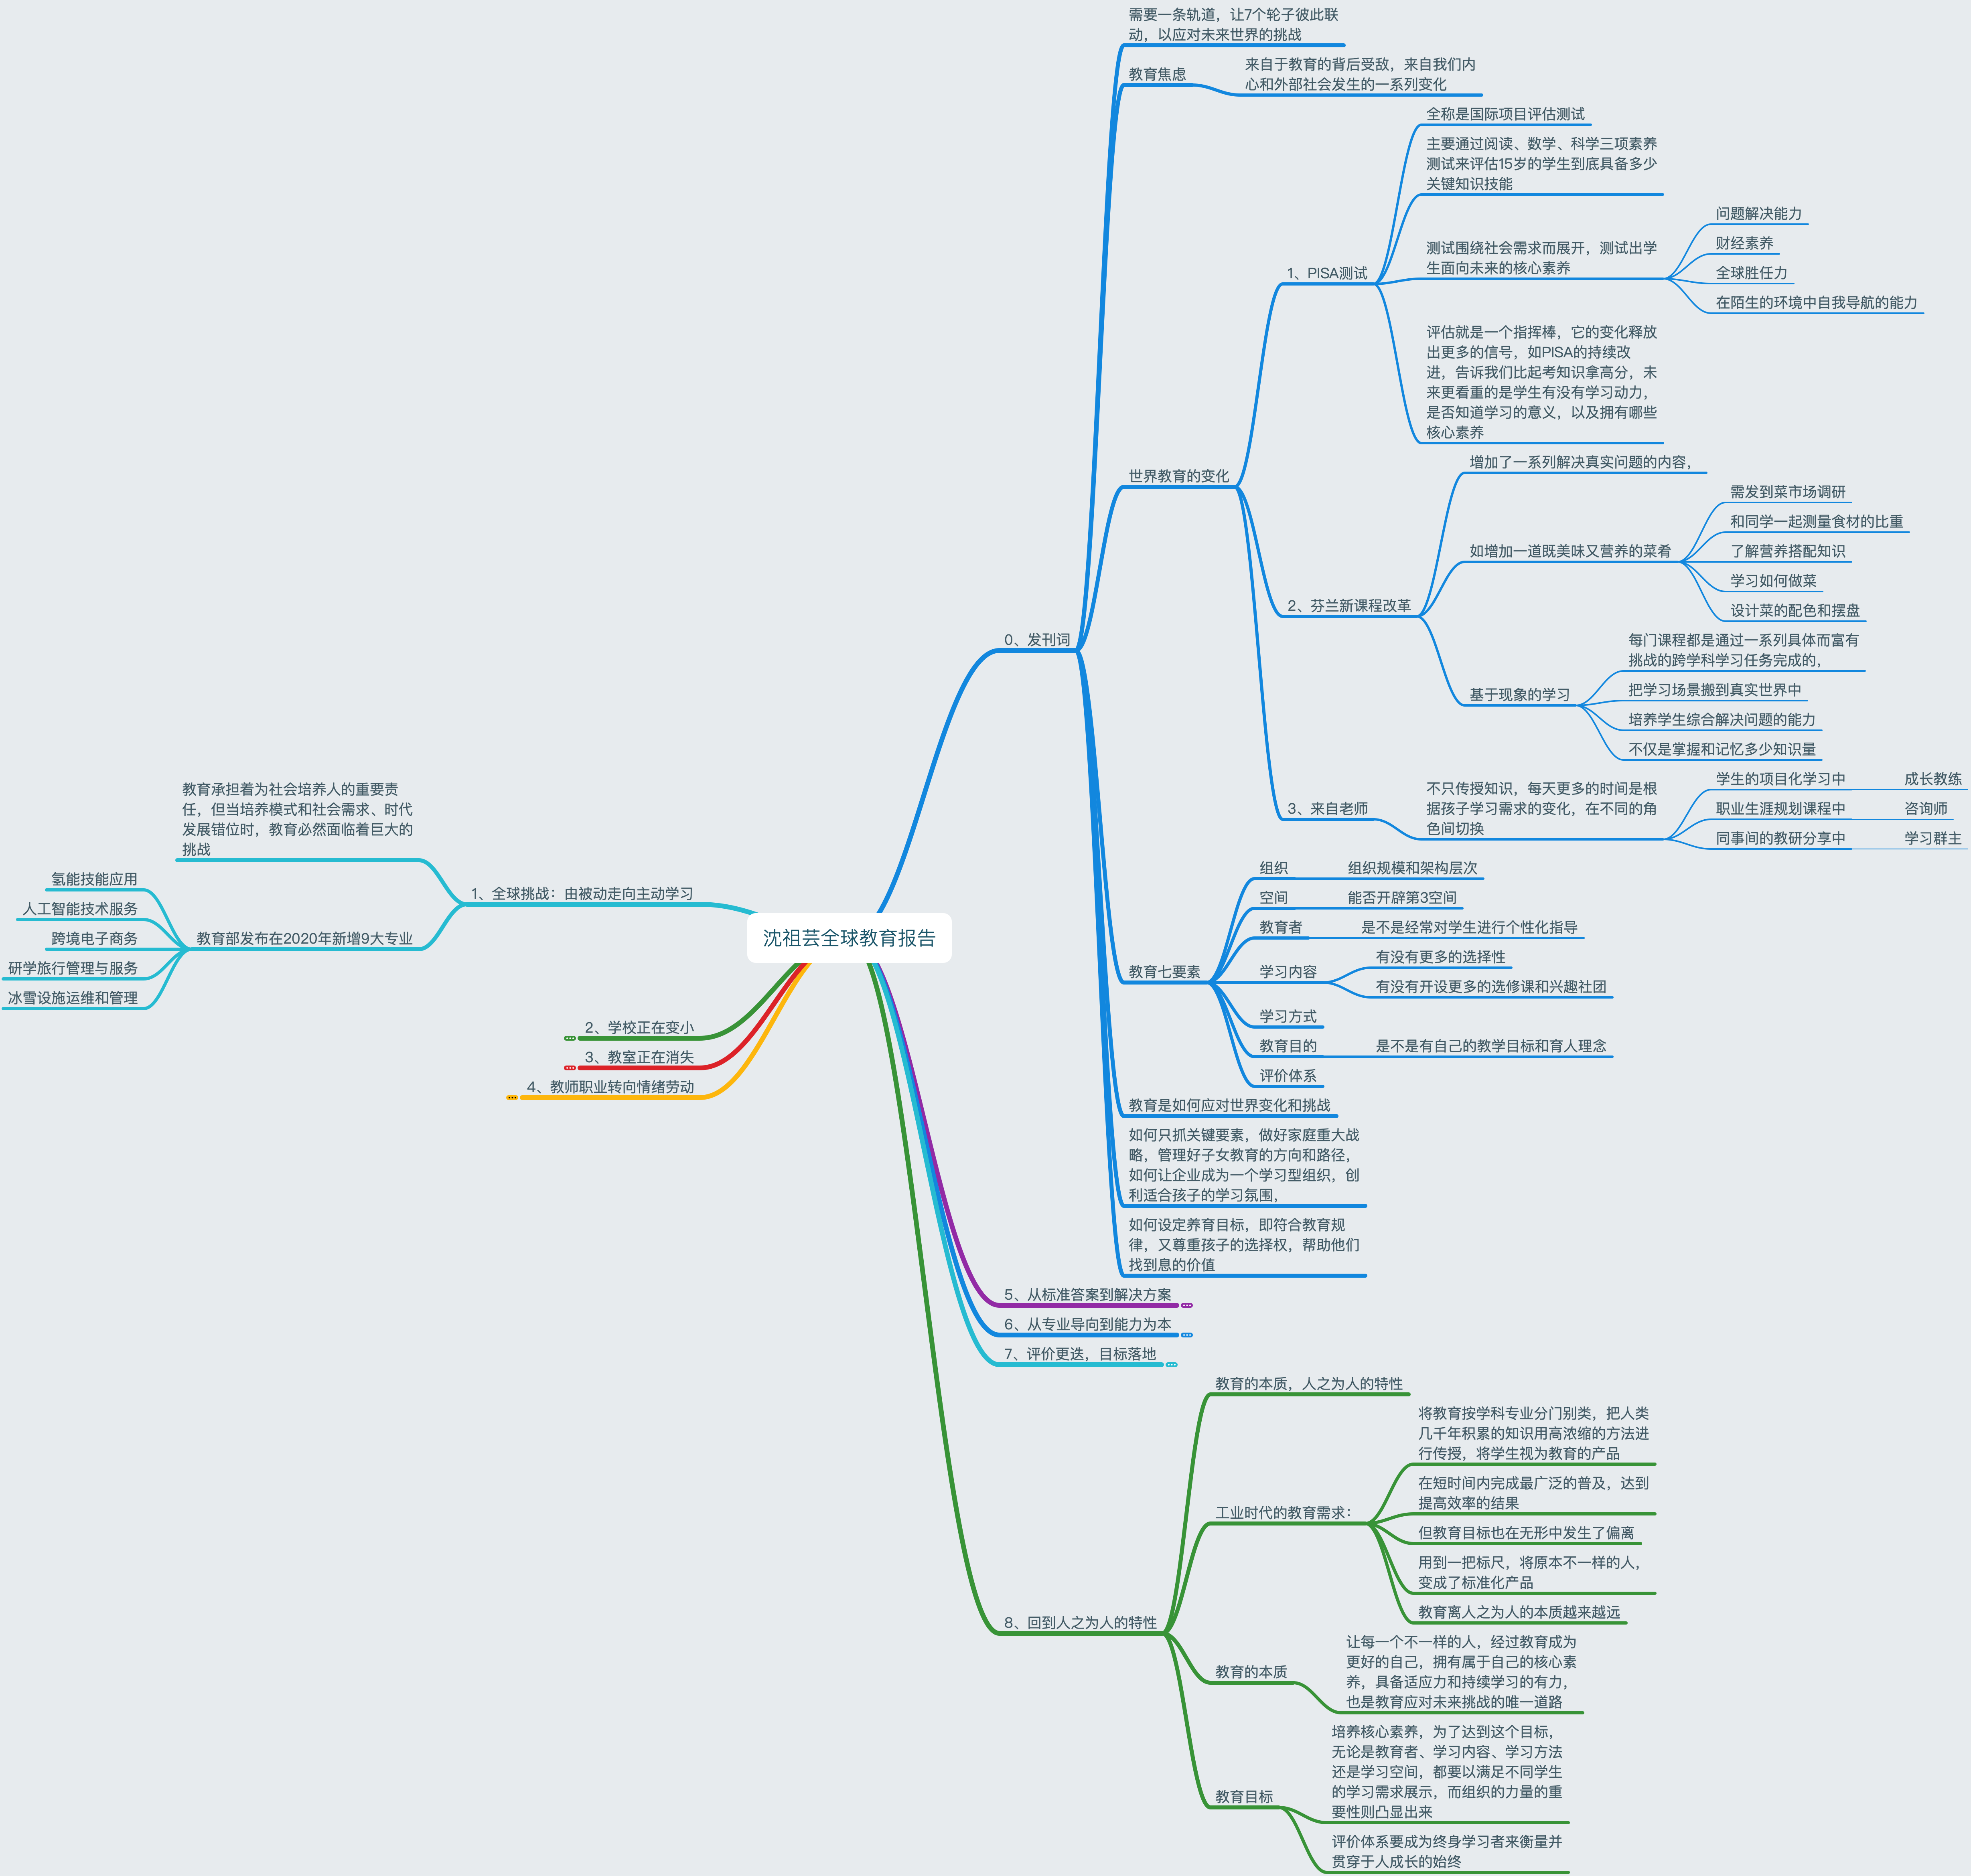 沈祖芸全球教育报告
0、发刊词
需要一条轨道，让7个轮子彼此联
动，以应对未来世界的挑战
教育焦虑
来自于教育的背后受敌，来自我们内
心和外部社会发生的一系列变化
世界教育的变化
1、PISA测试
全称是国际项目评估测试
主要通过阅读、数学、科学三项素养
测试来评估15岁的学生到底具备多少
关键知识技能
测试围绕社会需求而展开，测试出学
生面向未来的核心素养
问题解决能力
财经素养
全球胜任力
在陌生的环境中自我导航的能力
评估就是一个指挥棒，它的变化释放
出更多的信号，如PISA的持续改
进，告诉我们比起考知识拿高分，未
来更看重的是学生有没有学习动力，
是否知道学习的意义，以及拥有哪些
核心素养
2、芬兰新课程改革
增加了一系列解决真实问题的内容，
如增加一道既美味又营养的菜肴
需发到菜市场调研
和同学一起测量食材的比重
了解营养搭配知识
学习如何做菜
设计菜的配色和摆盘
基于现象的学习
每门课程都是通过一系列具体而富有
挑战的跨学科学习任务完成的，
把学习场景搬到真实世界中
培养学生综合解决问题的能力
不仅是掌握和记忆多少知识量
3、来自老师
不只传授知识，每天更多的时间是根
据孩子学习需求的变化，在不同的角
色间切换
学生的项目化学习中
成长教练
职业生涯规划课程中
咨询师
同事间的教研分享中
学习群主
教育七要素
组织
组织规模和架构层次
空间
能否开辟第3空间
教育者
是不是经常对学生进行个性化指导
学习内容
有没有更多的选择性
有没有开设更多的选修课和兴趣社团
学习方式
教育目的
是不是有自己的教学目标和育人理念
评价体系
教育是如何应对世界变化和挑战
如何只抓关键要素，做好家庭重大战
略，管理好子女教育的方向和路径，
如何让企业成为一个学习型组织，创
利适合孩子的学习氛围，
如何设定养育目标，即符合教育规
律，又尊重孩子的选择权，帮助他们
找到息的价值
1、全球挑战：由被动走向主动学习
教育承担着为社会培养人的重要责
任，但当培养模式和社会需求、时代
发展错位时，教育必然面临着巨大的
挑战
教育部发布在2020年新增9大专业
氢能技能应用
人工智能技术服务
跨境电子商务
研学旅行管理与服务
冰雪设施运维和管理
2、学校正在变小
3、教室正在消失
4、教师职业转向情绪劳动
5、从标准答案到解决方案
6、从专业导向到能力为本
7、评价更迭，目标落地
8、回到人之为人的特性
教育的本质，人之为人的特性
工业时代的教育需求：
将教育按学科专业分门别类，把人类
几千年积累的知识用高浓缩的方法进
行传授，将学生视为教育的产品
在短时间内完成最广泛的普及，达到
提高效率的结果
但教育目标也在无形中发生了偏离
用到一把标尺，将原本不一样的人，
变成了标准化产品
教育离人之为人的本质越来越远
教育的本质
让每一个不一样的人，经过教育成为
更好的自己，拥有属于自己的核心素
养，具备适应力和持续学习的有力，
也是教育应对未来挑战的唯一道路
教育目标
培养核心素养，为了达到这个目标，
无论是教育者、学习内容、学习方法
还是学习空间，都要以满足不同学生
的学习需求展示，而组织的力量的重
要性则凸显出来
评价体系要成为终身学习者来衡量并
贯穿于人成长的始终